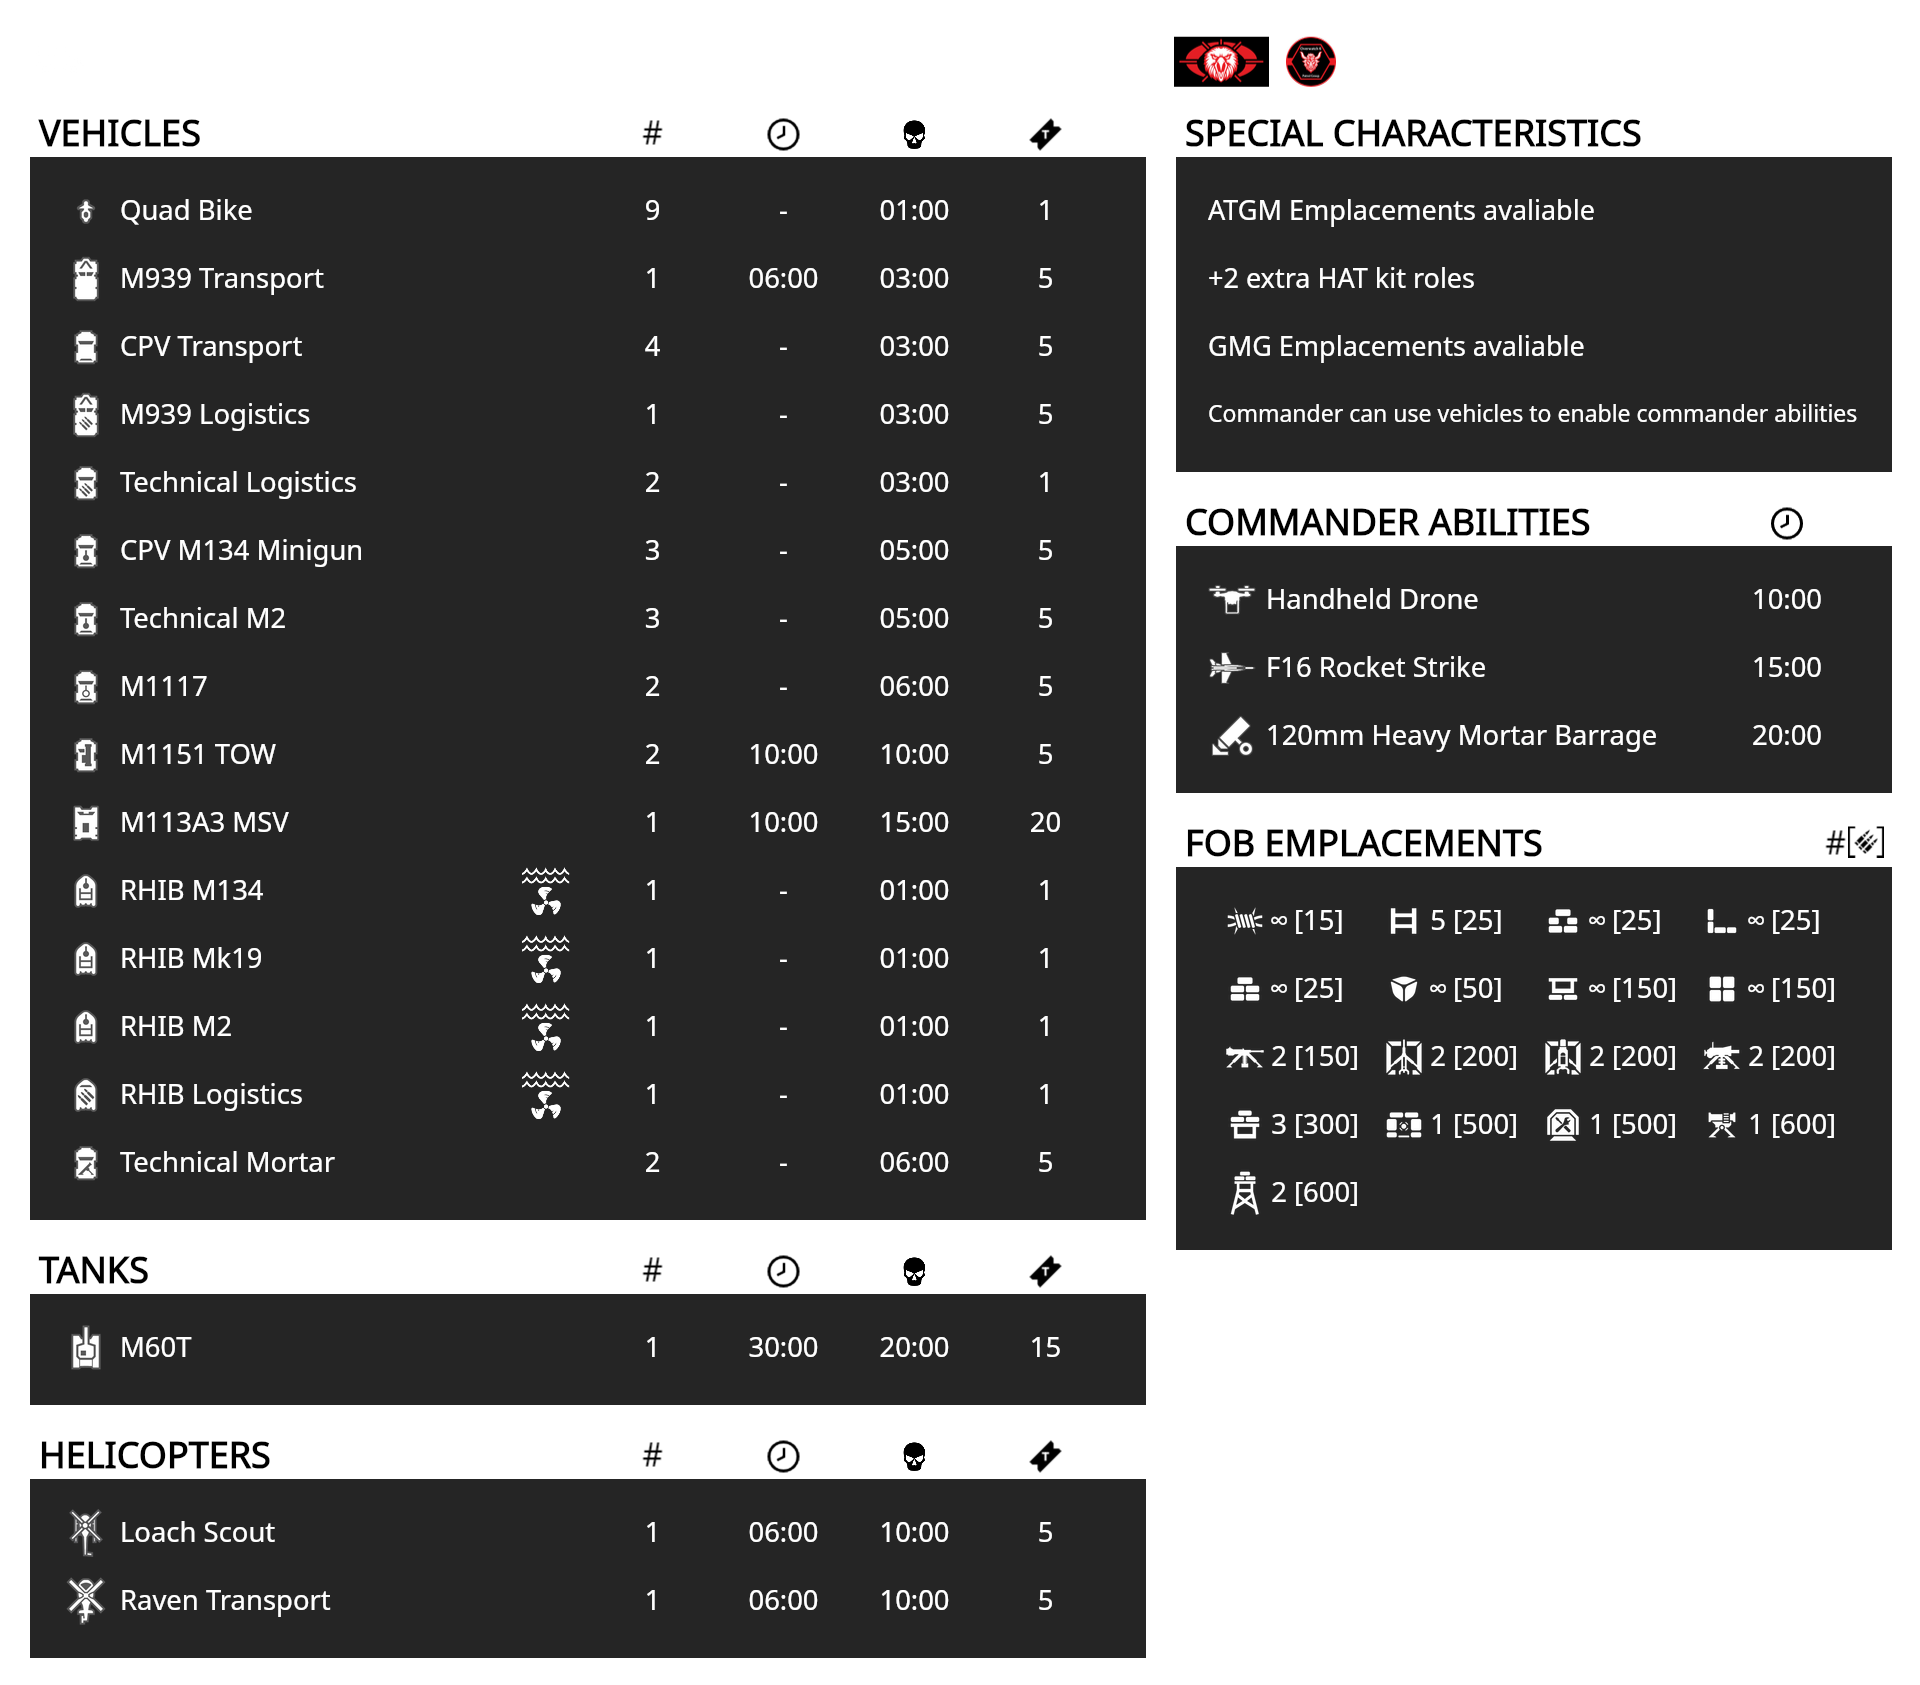 VEHICLES #
Quad Bike 9 - 01:00 1
M939 Transport 1 06:00 03:00 5
CPV Transport 4 - 03:00 5
M939 Logistics 1 - 03:00 5
Technical Logistics 2 - 03:00 1
CPV M134 Minigun 3 - 05:00 5
Technical M2 3 - 05:00 5
M1117 2 - 06:00 5
M1151 TOW 2 10:00 10:00 5
M113A3 MSV 1 10:00 15:00 20
RHIB M134 1 - 01:00 1
RHIB Mk19 1 - 01:00 1
RHIB M2 1 - 01:00 1
RHIB Logistics 1 - 01:00 1
Technical Mortar 2 - 06:00 5
TANKS #
M60T 1 30:00 20:00 15
HELICOPTERS #
Loach Scout 1 06:00 10:00 5
Raven Transport 1 06:00 10:00 5
SPECIAL CHARACTERISTICS
ATGM Emplacements avaliable
+2 extra HAT kit roles
GMG Emplacements avaliable
Commander can use vehicles to enable commander abilities
COMMANDER ABILITIES
Handheld Drone 10:00
F16 Rocket Strike 15:00
120mm Heavy Mortar Barrage 20:00
FOB EMPLACEMENTS #[]
∞ [15] 5 [25] ∞ [25] ∞ [25]
∞ [25] ∞ [50] ∞ [150] ∞ [150]
2 [150] 2 [200] 2 [200] 2 [200]
3 [300] 1 [500] 1 [500] 1 [600]
2 [600]